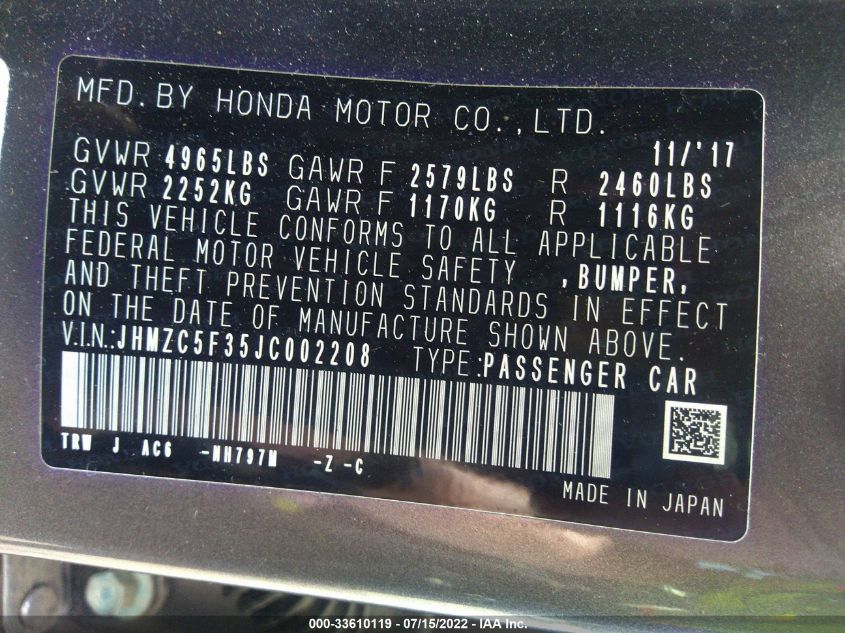 MFD. BY HONDA MOTOR CO., LTD.
11/'17
GVWR 4965LBS GAWR F 2579LBS R 2460LBS
GVWR 2252KG GAWR F 1170KG R 1116KG
THIS VEHICLE CONFORMS TO ALL APPLICABLE
FEDERAL MOTOR VEHICLE SAFETY ,BUMPER,
AND THEFT PREVENTION STANDARDS IN EFFECT
ON THE DATE OF MANUFACTURE SHOWN ABOVE.
V.I.N.:JHMZC5F35JC002208 TYPE:PASSENGER CAR
TRW J AC6 -NH797M -Z -C
MADE IN JAPAN
000-33610119 - 07/15/2022 - IAA Inc.